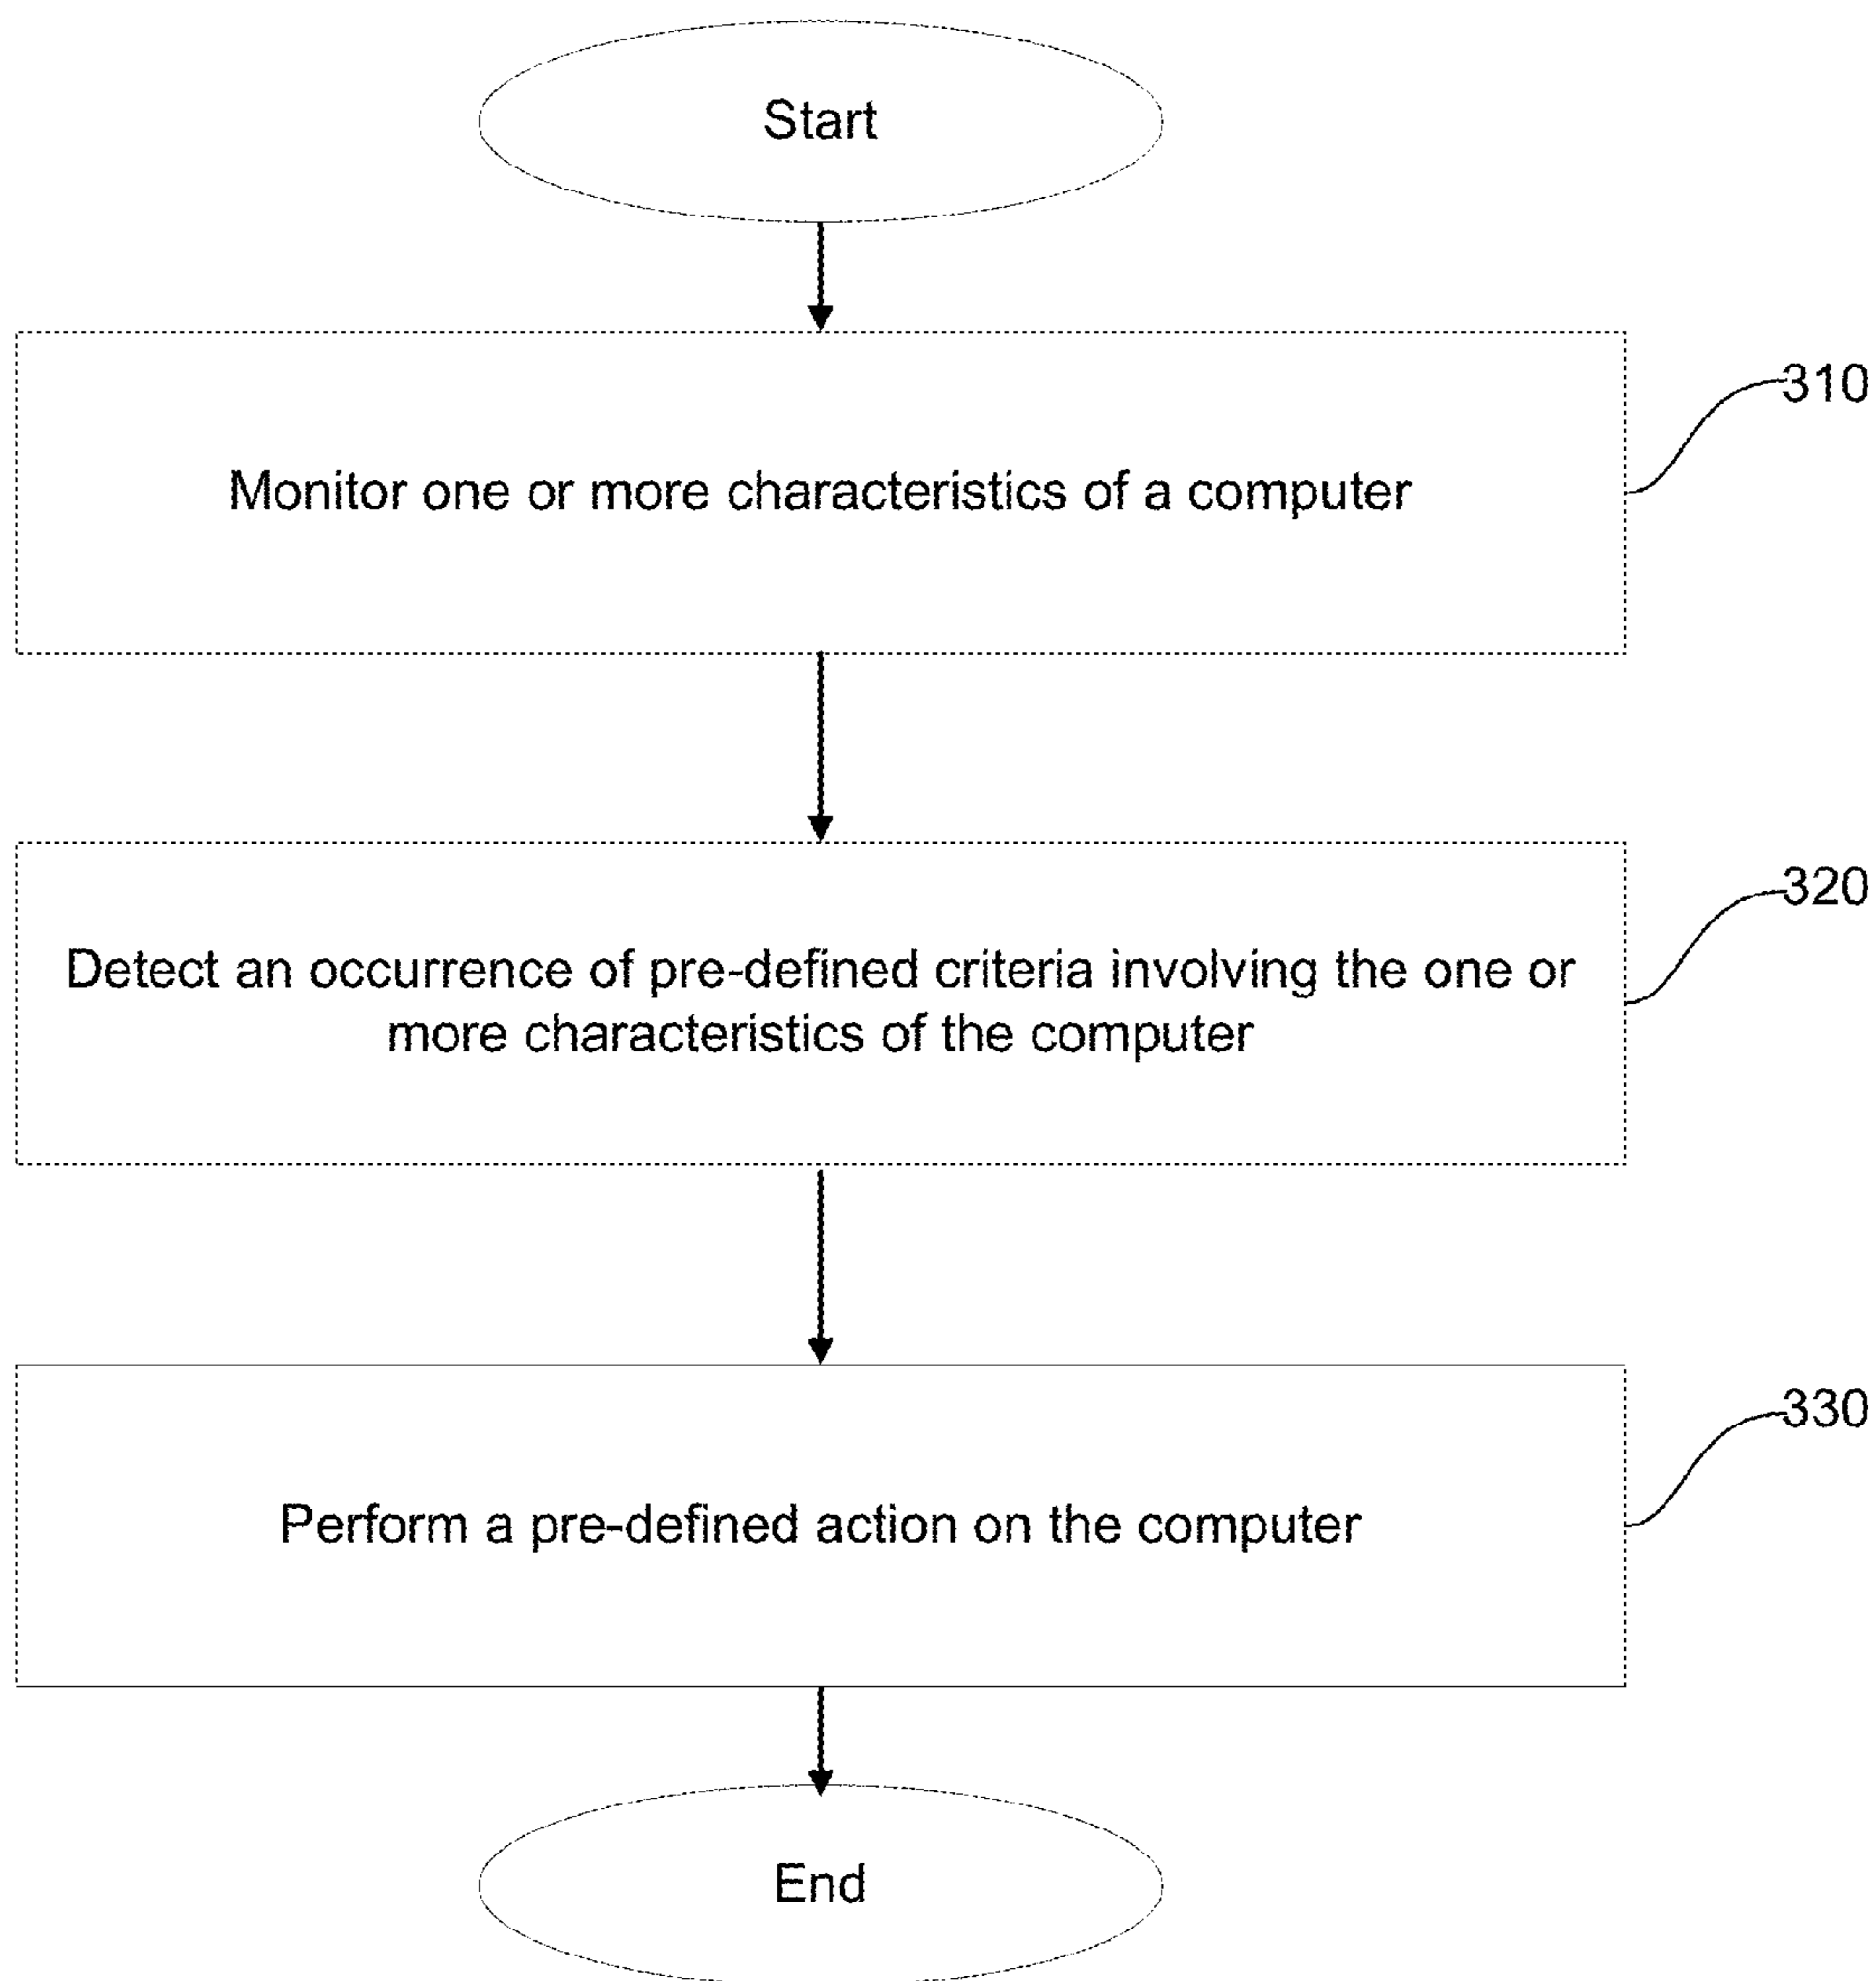 Start
310
Monitor one or more characteristics of a computer
320
Detect an occurrence of pre-defined criteria involving the one or
more characteristics of the computer
330
Perform a pre-defined action on the computer
End